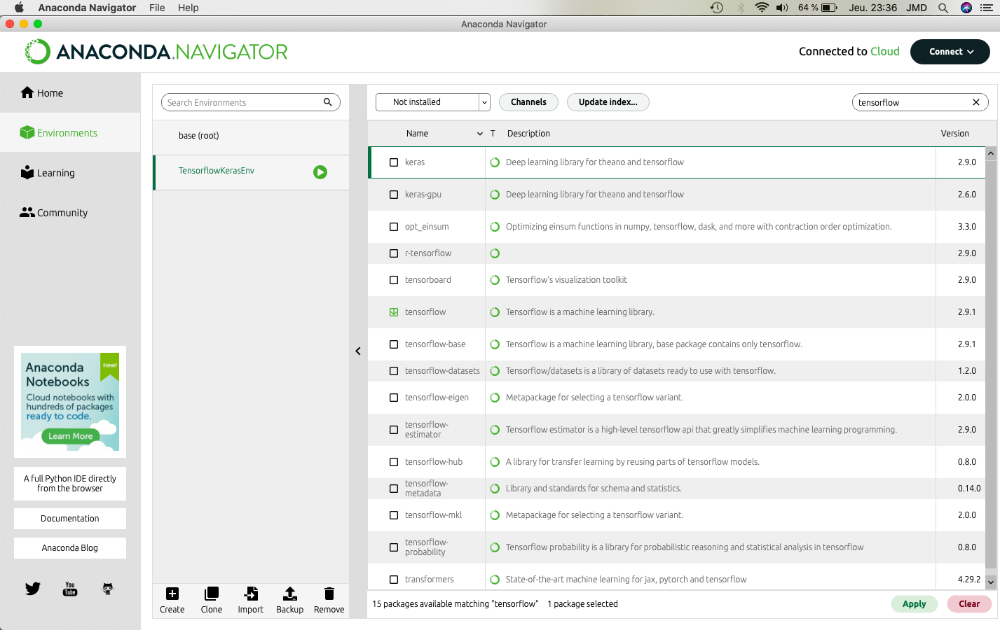 Anaconda Navigator File Help 64 % Jeu. 23:36 JMD
Anaconda Navigator
ANACONDA.NAVIGATOR
Connected to Cloud
Connect
Home
Environments
Learning
Community
Anaconda
Notebooks
New!
Cloud notebooks with
hundreds of packages
ready to code.
Learn More
A full Python IDE directly
from the browser
Documentation
Anaconda Blog
You
Tube
Search Environments
base (root)
TensorflowKerasEnv
Create Clone Import Backup Remove
Not installed Channels Update index... tensorflow
Name T Description Version
keras Deep learning library for theano and tensorflow 2.9.0
keras-gpu Deep learning library for theano and tensorflow 2.6.0
opt_einsum Optimizing einsum functions in numpy, tensorflow, dask, and more with contraction order optimization. 3.3.0
r-tensorflow 2.9.0
tensorboard Tensorflow's visualization toolkit 2.9.0
tensorflow Tensorflow is a machine learning library. 2.9.1
tensorflow-base Tensorflow is a machine learning library, base package contains only tensorflow. 2.9.1
tensorflow-datasets Tensorflow/datasets is a library of datasets ready to use with tensorflow. 1.2.0
tensorflow-eigen Metapackage for selecting a tensorflow variant. 2.0.0
tensorflow-
estimator Tensorflow estimator is a high-level tensorflow api that greatly simplifies machine learning programming. 2.9.0
tensorflow-hub A library for transfer learning by reusing parts of tensorflow models. 0.8.0
tensorflow-
metadata Library and standards for schema and statistics. 0.14.0
tensorflow-mkl Metapackage for selecting a tensorflow variant. 2.0.0
tensorflow-
probability Tensorflow probability is a library for probabilistic reasoning and statistical analysis in tensorflow 0.8.0
transformers State-of-the-art machine learning for jax, pytorch and tensorflow 4.29.2
15 packages available matching "tensorflow" 1 package selected
Apply Clear